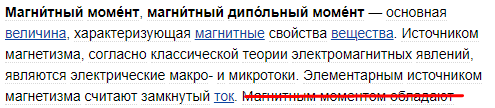 Магни́тный моме́нт, магни́тный дипо́льный моме́нт — основная
величина, характеризующая магнитные свойства вещества. Источником
магнетизма, согласно классической теории электромагнитных явлений,
являются электрические макро- и микротоки. Элементарным источником
магнетизма считают замкнутый ток. Магнитным моментом обладают